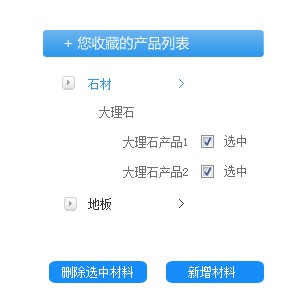 + 您收藏的产品列表
石材
大理石
大理石产品1 选中
大理石产品2 选中
地板
删除选中材料 新增材料